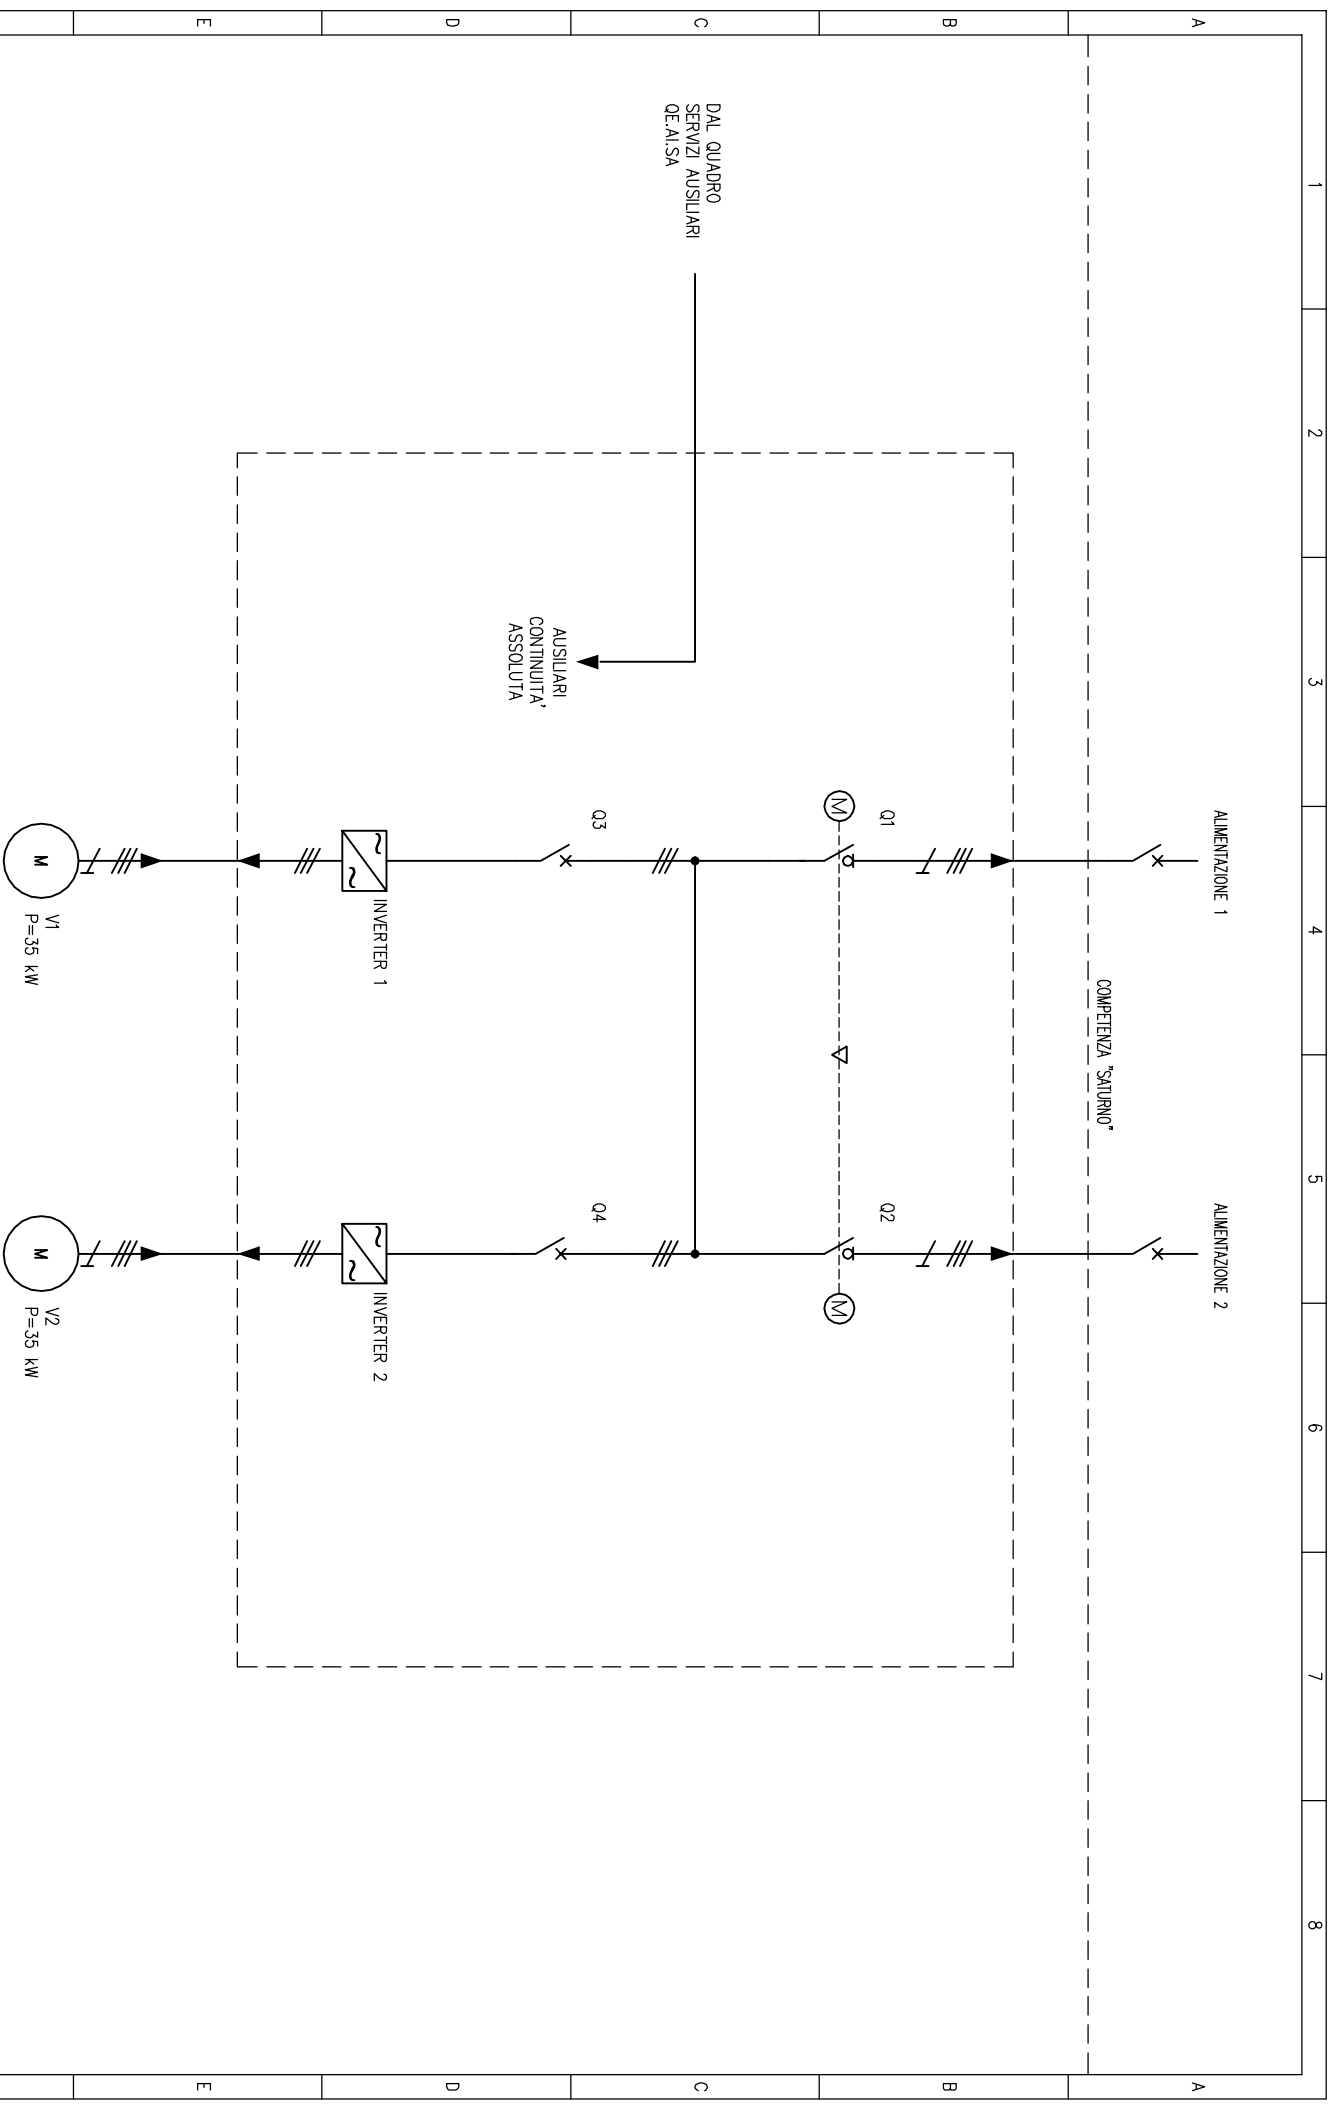 1
2
3
4
5
6
7
8
A
A
ALIMENTAZIONE 1
ALIMENTAZIONE 2
COMPETENZA "SATURNO"
B
B
Q1
Q2
M
M
C
C
DAL QUADRO
SERVIZI AUSILIARI
QE.AI.SA
Q3
Q4
AUSILIARI
CONTINUITA'
ASSOLUTA
D
D
INVERTER 1
INVERTER 2
~
~
~
~
E
E
M
V1
P=35 kW
M
V2
P=35 kW